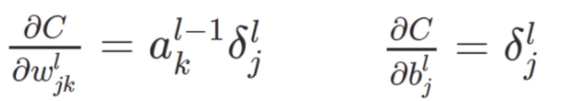 ∂C/∂w^l_{jk} = a^{l-1}_k δ^l_j    ∂C/∂b^l_j = δ^l_j